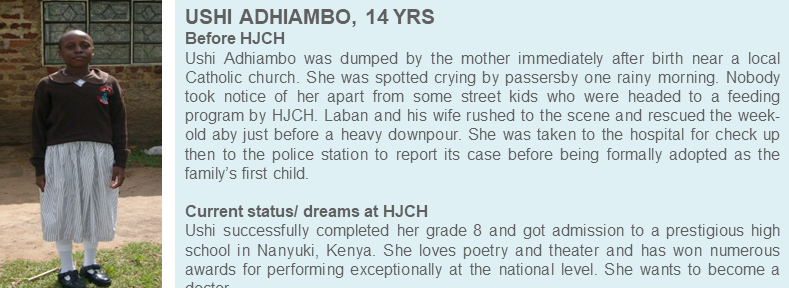 USHI ADHIAMBO, 14 YRS
Before HJCH
Ushi Adhiambo was dumped by the mother immediately after birth near a local
Catholic church. She was spotted crying by passersby one rainy morning. Nobody
took notice of her apart from some street kids who were headed to a feeding
program by HJCH. Laban and his wife rushed to the scene and rescued the week-
old aby just before a heavy downpour. She was taken to the hospital for check up
then to the police station to report its case before being formally adopted as the
family's first child.
Current status/ dreams at HJCH
Ushi successfully completed her grade 8 and got admission to a prestigious high
school in Nanyuki, Kenya. She loves poetry and theater and has won numerous
awards for performing exceptionally at the national level. She wants to become a
doctor